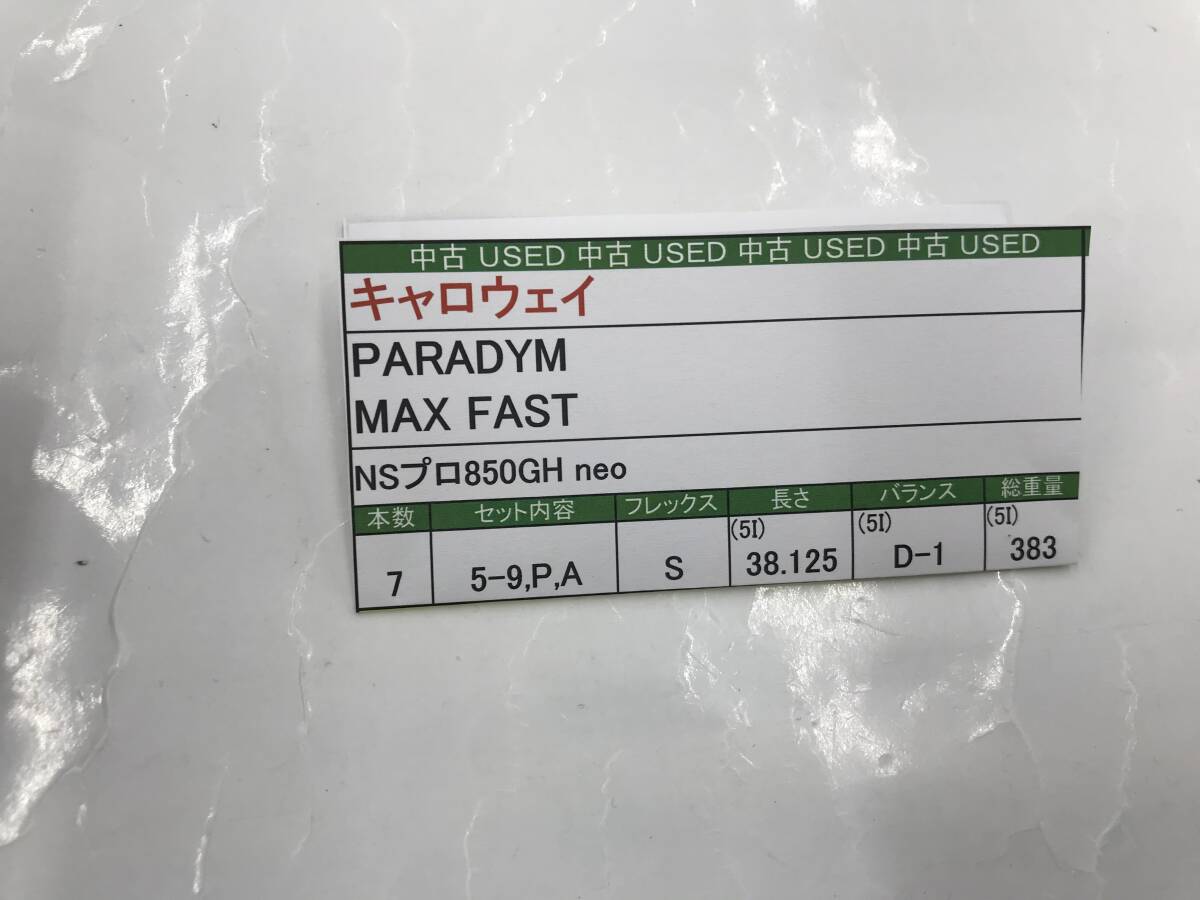 中古 USED 中古 USED 中古 USED 中古 USED
キャロウェイ
PARADYM
MAX FAST
NSプロ850GH neo
本数 セット内容 フレックス 長さ バランス 総重量
(5I) (5I) (5I)
7 5-9,P,A S 38.125 D-1 383